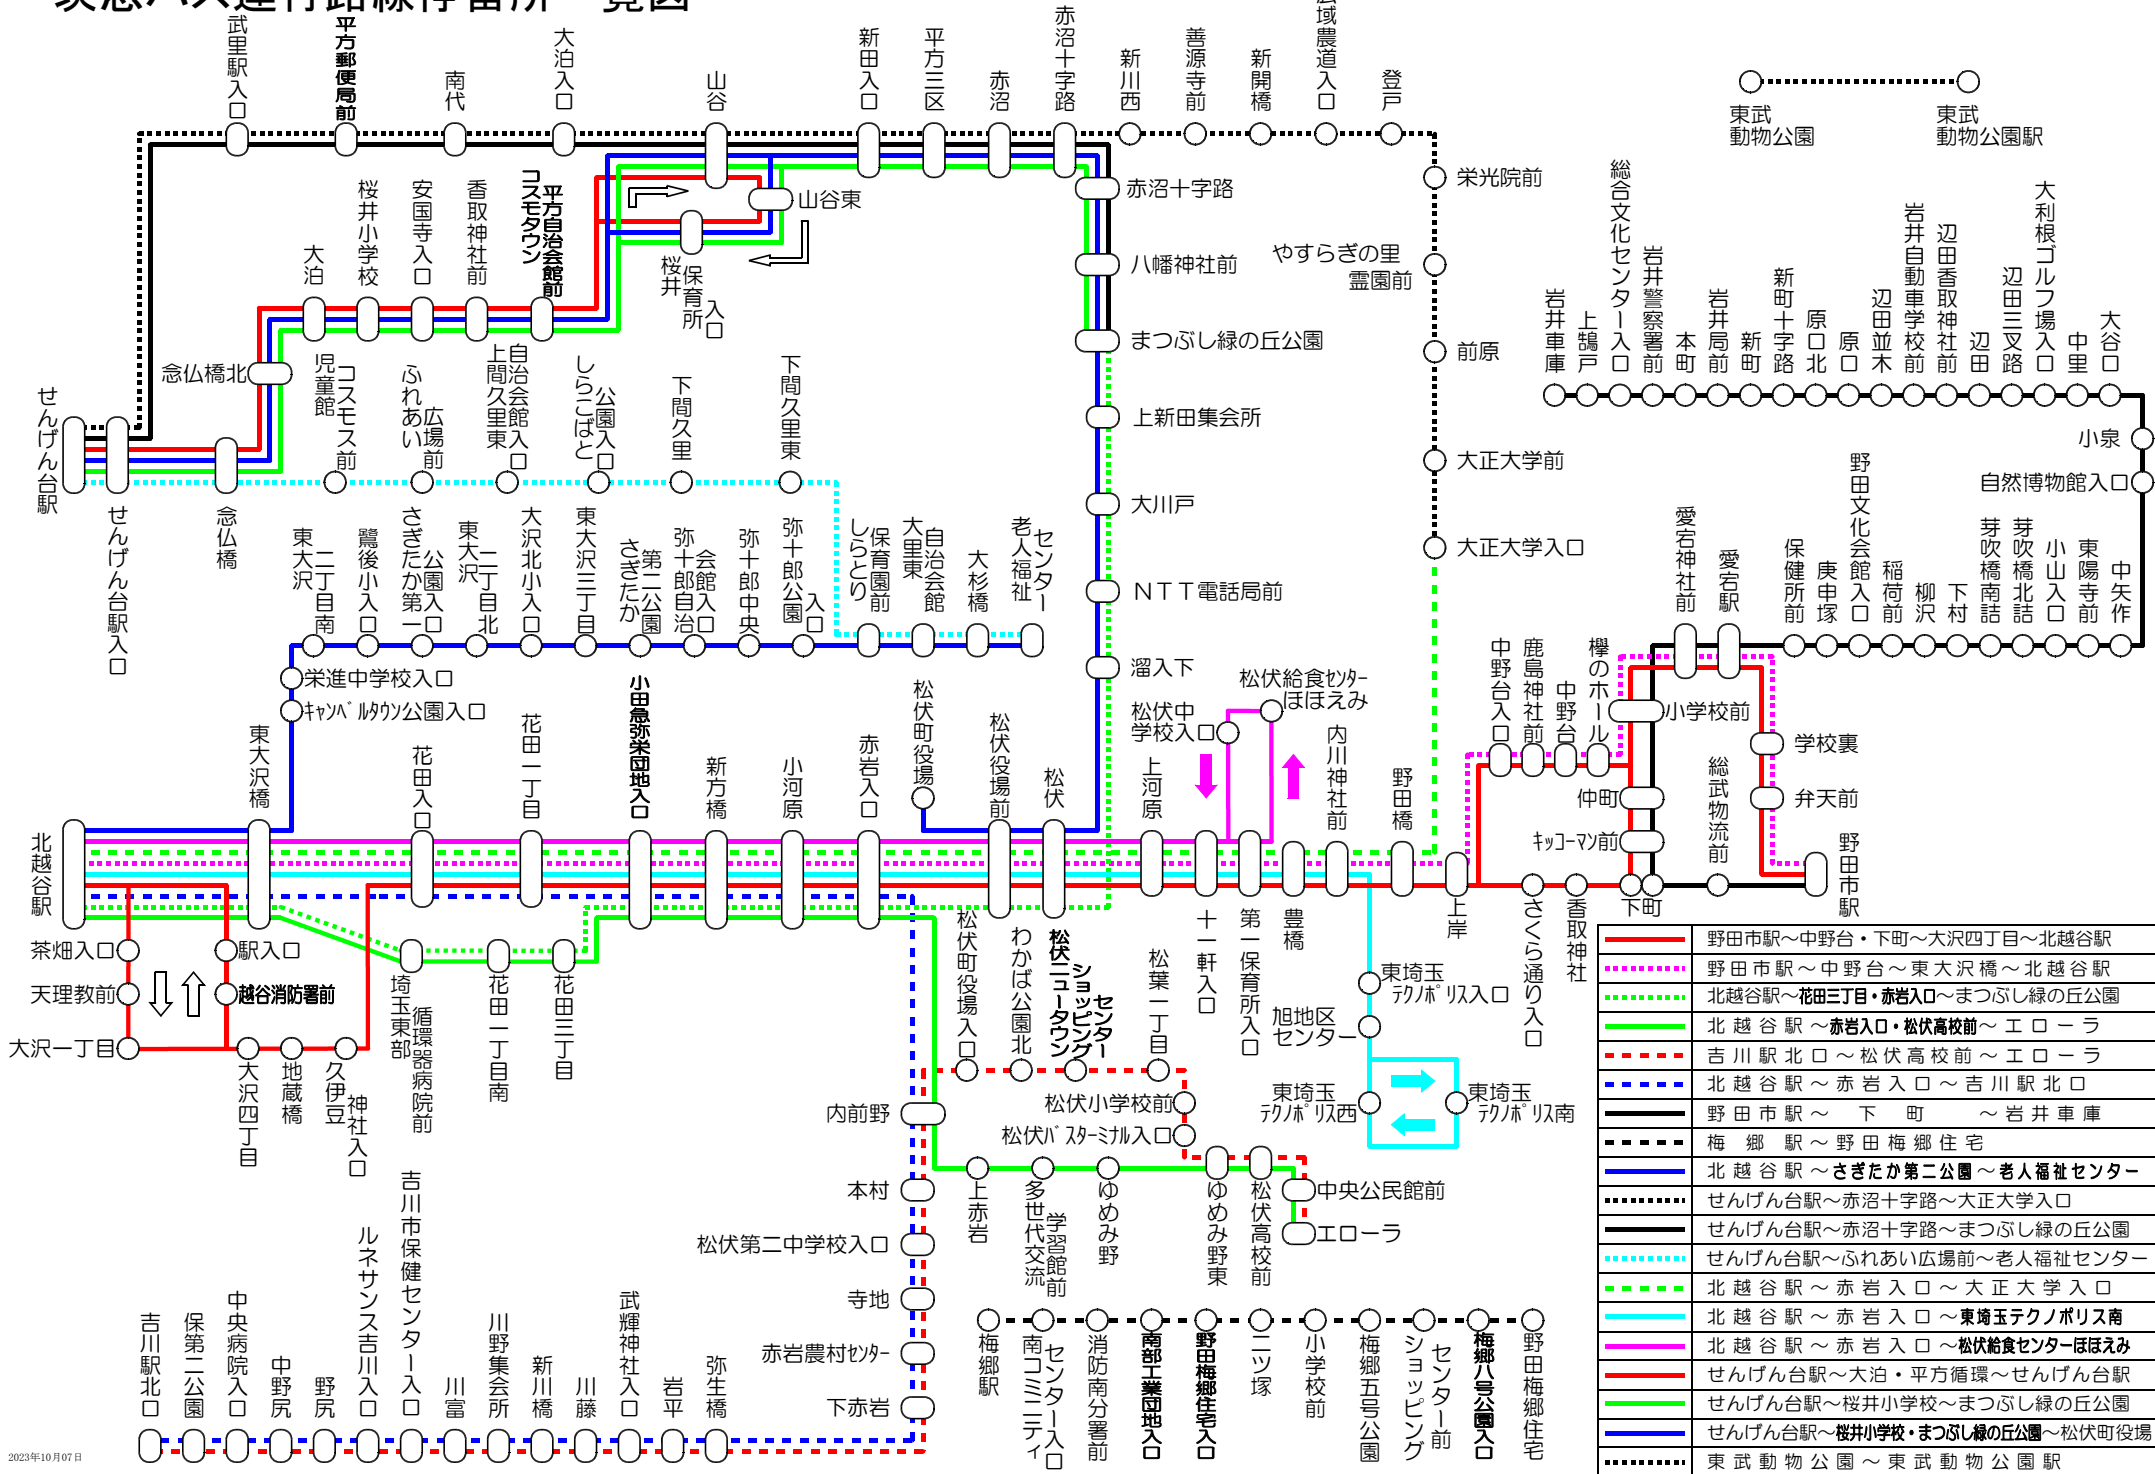 茨急バス運行路線停留所一覧図
武里駅入口
平方郵便局前
南代
大泊入口
山谷
新田入口
平方三区
赤沼
赤沼十字路
新川西
善源寺前
新開橋
広域農道入口
登戸
東武
動物公園
東武
動物公園駅
栄光院前
やすらぎの里
霊園前
前原
大正大学前
大正大学入口
大泊
桜井小学校
安国寺入口
香取神社前
平方自治会館前
コスモタウン
山谷東
桜井
保育所
入口
赤沼十字路
八幡神社前
まつぶし緑の丘公園
上新田集会所
大川戸
NTT電話局前
溜入下
岩井車庫
上鵠戸
総合文化センター入口
岩井警察署前
本町
岩井局前
新町
新町十字路
原口北
原口
辺田並木
岩井自動車学校前
辺田香取神社前
辺田
辺田三叉路
大利根ゴルフ場入口
中里
大谷口
小泉
自然博物館入口
念仏橋北
せんげん台駅
せんげん台駅入口
念仏橋
児童館
コスモス前
ふれあい
広場前
上間久里東
自治会館入口
しらこばと
公園入口
下間久里
下間久里東
東大沢
二丁目南
鷺後小入口
さぎたか第一
公園入口
東大沢
二丁目北
大沢北小入口
東大沢三丁目
さぎたか
第二公園
弥十郎自治
会館入口
弥十郎中央
弥十郎公園
入口
しらとり
保育園前
大里東
自治会館
大杉橋
老人福祉
センター
栄進中学校入口
ｷｬﾝﾍﾞﾙﾀｳﾝ公園入口
愛宕神社前
愛宕駅
保健所前
庚申塚
野田文化会館入口
稲荷前
柳沢
下村
芽吹橋南詰
芽吹橋北詰
小山入口
東陽寺前
中矢作
中野台入口
鹿島神社前
中野台
欅のホール
小学校前
学校裏
仲町
総武物流前
弁天前
ｷｯｺｰﾏﾝ前
野田市駅
北越谷駅
東大沢橋
花田入口
花田一丁目
小田急弥栄団地入口
新方橋
小河原
赤岩入口
松伏町役場
松伏役場前
松伏
上河原
松伏中
学校入口
松伏給食ｾﾝﾀｰ
ほほえみ
内川神社前
野田橋
十一軒入口
第一保育所入口
豊橋
上岸
さくら通り入口
香取神社
下町
茶畑入口
駅入口
天理教前
越谷消防署前
大沢一丁目
大沢四丁目
地蔵橋
久伊豆
神社入口
埼玉東部
循環器病院前
花田一丁目南
花田三丁目
松伏町役場入口
わかば公園北
松伏ニュータウン
ショッピング
センター
松葉一丁目
東埼玉
ﾃｸﾉﾎﾟﾘｽ入口
旭地区
センター
東埼玉
ﾃｸﾉﾎﾟﾘｽ西
東埼玉
ﾃｸﾉﾎﾟﾘｽ南
内前野
松伏小学校前
松伏ﾊﾞｽﾀｰﾐﾅﾙ入口
本村
上赤岩
多世代交流
学習館前
ゆめみ野
ゆめみ野東
松伏高校前
中央公民館前
エローラ
松伏第二中学校入口
寺地
赤岩農村ｾﾝﾀｰ
下赤岩
吉川駅北口
保第二公園
中央病院入口
中野尻
野尻
ルネサンス吉川入口
吉川市保健センター入口
川富
川野集会所
新川橋
川藤
武輝神社入口
岩平
弥生橋
梅郷駅
南コミニティ
センター入口
消防南分署前
南部工業団地入口
野田梅郷住宅入口
二ツ塚
小学校前
梅郷五号公園
ショッピング
センター前
梅郷八号公園入口
野田梅郷住宅
野田市駅～中野台・下町～大沢四丁目～北越谷駅
野田市駅～中野台～東大沢橋～北越谷駅
北越谷駅～花田三丁目・赤岩入口～まつぶし緑の丘公園
北越谷駅～赤岩入口・松伏高校前～エローラ
吉川駅北口～松伏高校前～エローラ
北越谷駅～赤岩入口～吉川駅北口
野田市駅～下町～岩井車庫
梅郷駅～野田梅郷住宅
北越谷駅～さぎたか第二公園～老人福祉センター
せんげん台駅～赤沼十字路～大正大学入口
せんげん台駅～赤沼十字路～まつぶし緑の丘公園
せんげん台駅～ふれあい広場前～老人福祉センター
北越谷駅～赤岩入口～大正大学入口
北越谷駅～赤岩入口～東埼玉テクノポリス南
北越谷駅～赤岩入口～松伏給食センターほほえみ
せんげん台駅～大泊・平方循環～せんげん台駅
せんげん台駅～桜井小学校～まつぶし緑の丘公園
せんげん台駅～桜井小学校・まつぶし緑の丘公園～松伏町役場
東武動物公園～東武動物公園駅
2023年10月07日